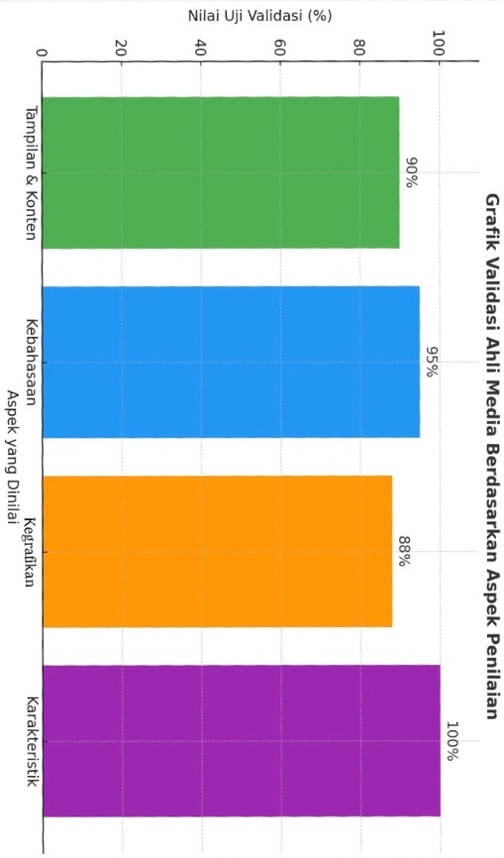 Grafik Validasi Ahli Media Berdasarkan Aspek Penilaian
Nilai Uji Validasi (%)
100
80
60
40
20
0
90%
95%
88%
100%
Tampilan & Konten
Kebahasaan
Kegrafikan
Karakteristik
Aspek yang Dinilai